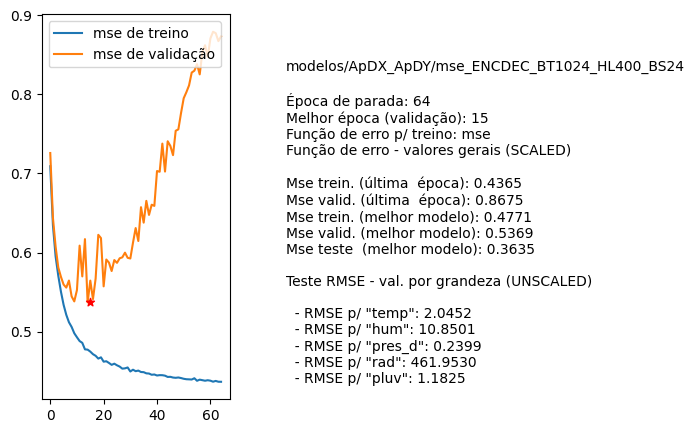 0.9
0.8
0.7
0.6
0.5
0
20
40
60
mse de treino
mse de validação
modelos/ApDX_ApDY/mse_ENCDEC_BT1024_HL400_BS24
Época de parada: 64
Melhor época (validação): 15
Função de erro p/ treino: mse
Função de erro - valores gerais (SCALED)
Mse trein. (última  época): 0.4365
Mse valid. (última  época): 0.8675
Mse trein. (melhor modelo): 0.4771
Mse valid. (melhor modelo): 0.5369
Mse teste  (melhor modelo): 0.3635
Teste RMSE - val. por grandeza (UNSCALED)
- RMSE p/ "temp": 2.0452
- RMSE p/ "hum": 10.8501
- RMSE p/ "pres_d": 0.2399
- RMSE p/ "rad": 461.9530
- RMSE p/ "pluv": 1.1825